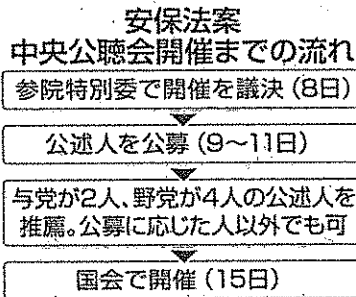 安保法案
中央公聴会開催までの流れ
参院特別委で開催を議決(8日)
公述人を公募(9〜11日)
与党が2人、野党が4人の公述人を
推薦。公募に応じた人以外でも可
国会で開催(15日)